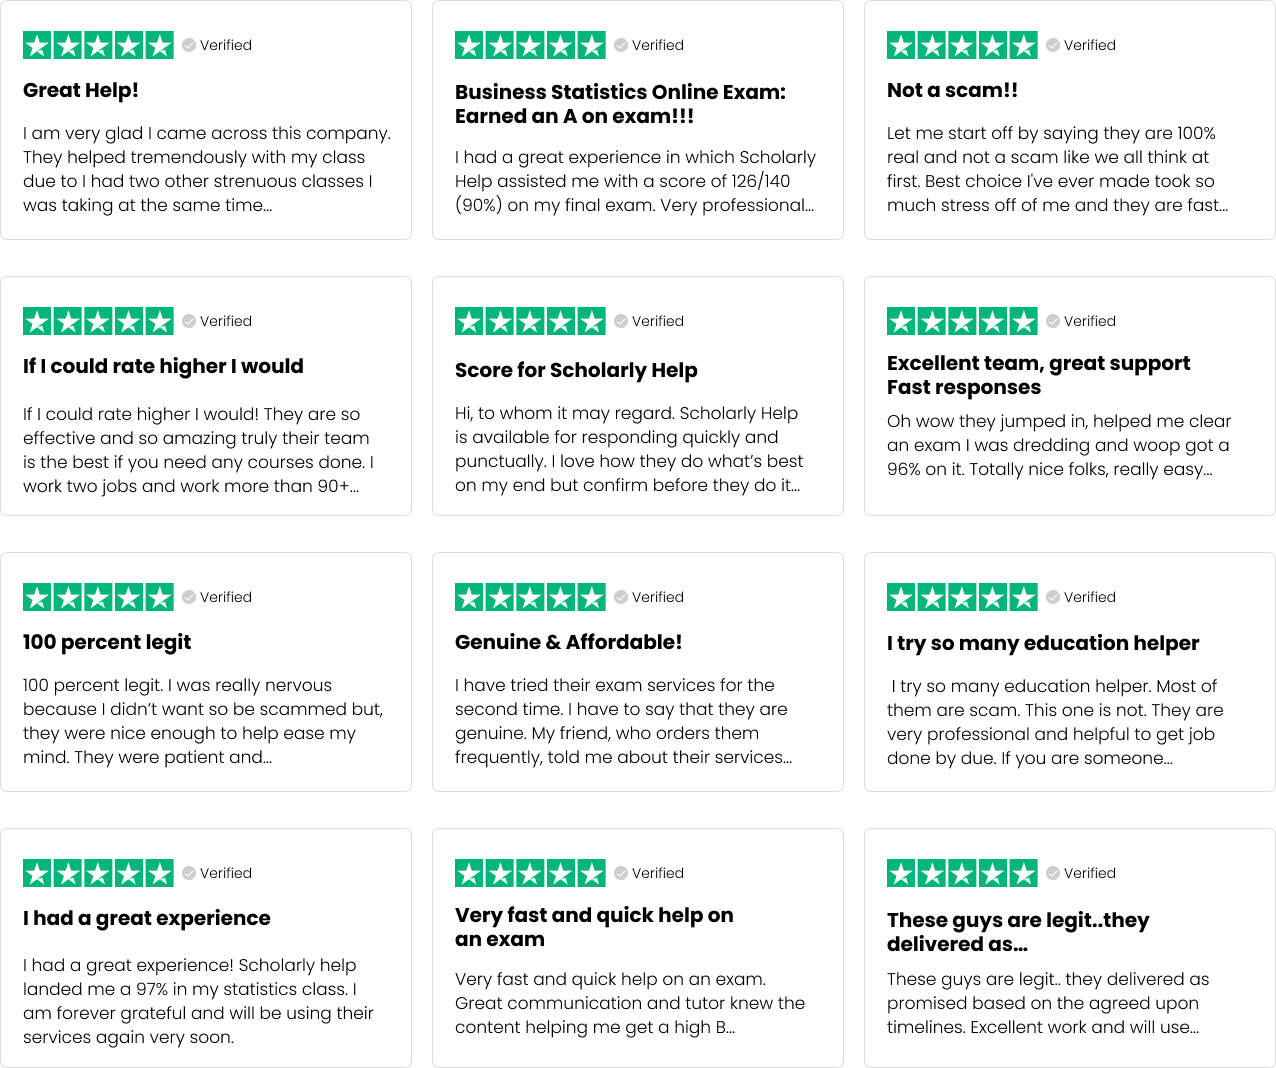 Verified
Great Help!
I am very glad I came across this company.
They helped tremendously with my class
due to I had two other strenuous classes I
was taking at the same time...
Verified
Business Statistics Online Exam:
Earned an A on exam!!!
I had a great experience in which Scholarly
Help assisted me with a score of 126/140
(90%) on my final exam. Very professional...
Verified
Not a scam!!
Let me start off by saying they are 100%
real and not a scam like we all think at
first. Best choice I've ever made took so
much stress off of me and they are fast...
Verified
If I could rate higher I would
If I could rate higher I would! They are so
effective and so amazing truly their team
is the best if you need any courses done. I
work two jobs and work more than 90+...
Verified
Score for Scholarly Help
Hi, to whom it may regard. Scholarly Help
is available for responding quickly and
punctually. I love how they do what’s best
on my end but confirm before they do it...
Verified
Excellent team, great support
Fast responses
Oh wow they jumped in, helped me clear
an exam I was dredding and woop got a
96% on it. Totally nice folks, really easy...
Verified
100 percent legit
100 percent legit. I was really nervous
because I didn’t want so be scammed but,
they were nice enough to help ease my
mind. They were patient and...
Verified
Genuine & Affordable!
I have tried their exam services for the
second time. I have to say that they are
genuine. My friend, who orders them
frequently, told me about their services...
Verified
I try so many education helper
I try so many education helper. Most of
them are scam. This one is not. They are
very professional and helpful to get job
done by due. If you are someone...
Verified
I had a great experience
I had a great experience! Scholarly help
landed me a 97% in my statistics class. I
am forever grateful and will be using their
services again very soon.
Verified
Very fast and quick help on
an exam
Very fast and quick help on an exam.
Great communication and tutor knew the
content helping me get a high B...
Verified
These guys are legit..they
delivered as...
These guys are legit.. they delivered as
promised based on the agreed upon
timelines. Excellent work and will use...